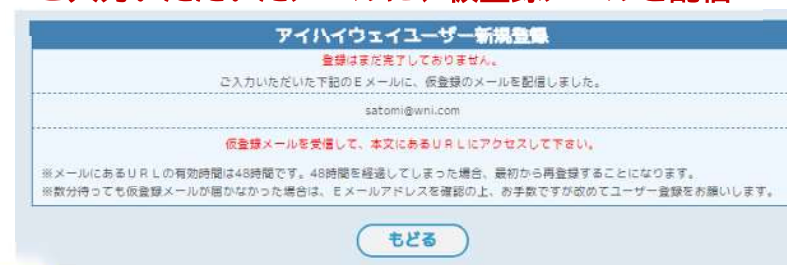 アイハイウェイユーザー新規登録
登録はまだ完了しておりません。
ご入力いただいた下記のEメールに、仮登録のメールを配信しました。
satomi@wni.com
仮登録メールを受信して、本文にあるURLにアクセスして下さい。
※メールにあるURLの有効時間は48時間です。48時間を経過してしまった場合、最初から再登録することになります。
※数分待っても仮登録メールが届かなかった場合は、Eメールアドレスを確認の上、お手数ですが改めてユーザー登録をお願いします。
もどる